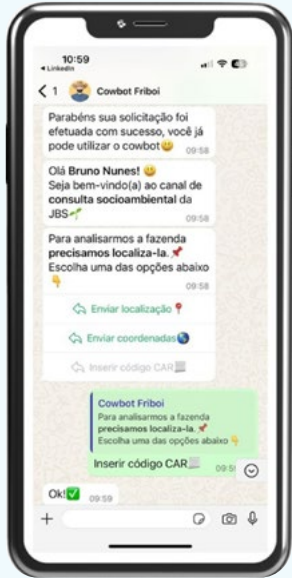 10:59
◂ LinkedIn
1 Cowbot Friboi
Parabéns sua solicitação foi
efetuada com sucesso, você já
pode utilizar o cowbot😀 09:58
Olá Bruno Nunes! 😀
Seja bem-vindo(a) ao canal de
consulta socioambiental da
JBS🌱 09:58
Para analisarmos a fazenda
precisamos localiza-la. 📌
Escolha uma das opções abaixo
👇 09:58
Enviar localização📍
Enviar coordenadas🌎
Inserir código CAR
Cowbot Friboi
Para analisarmos a fazenda
precisamos localiza-la. 📌
Escolha uma das opções abaixo 👇
Inserir código CAR
Ok!✅ 09:59